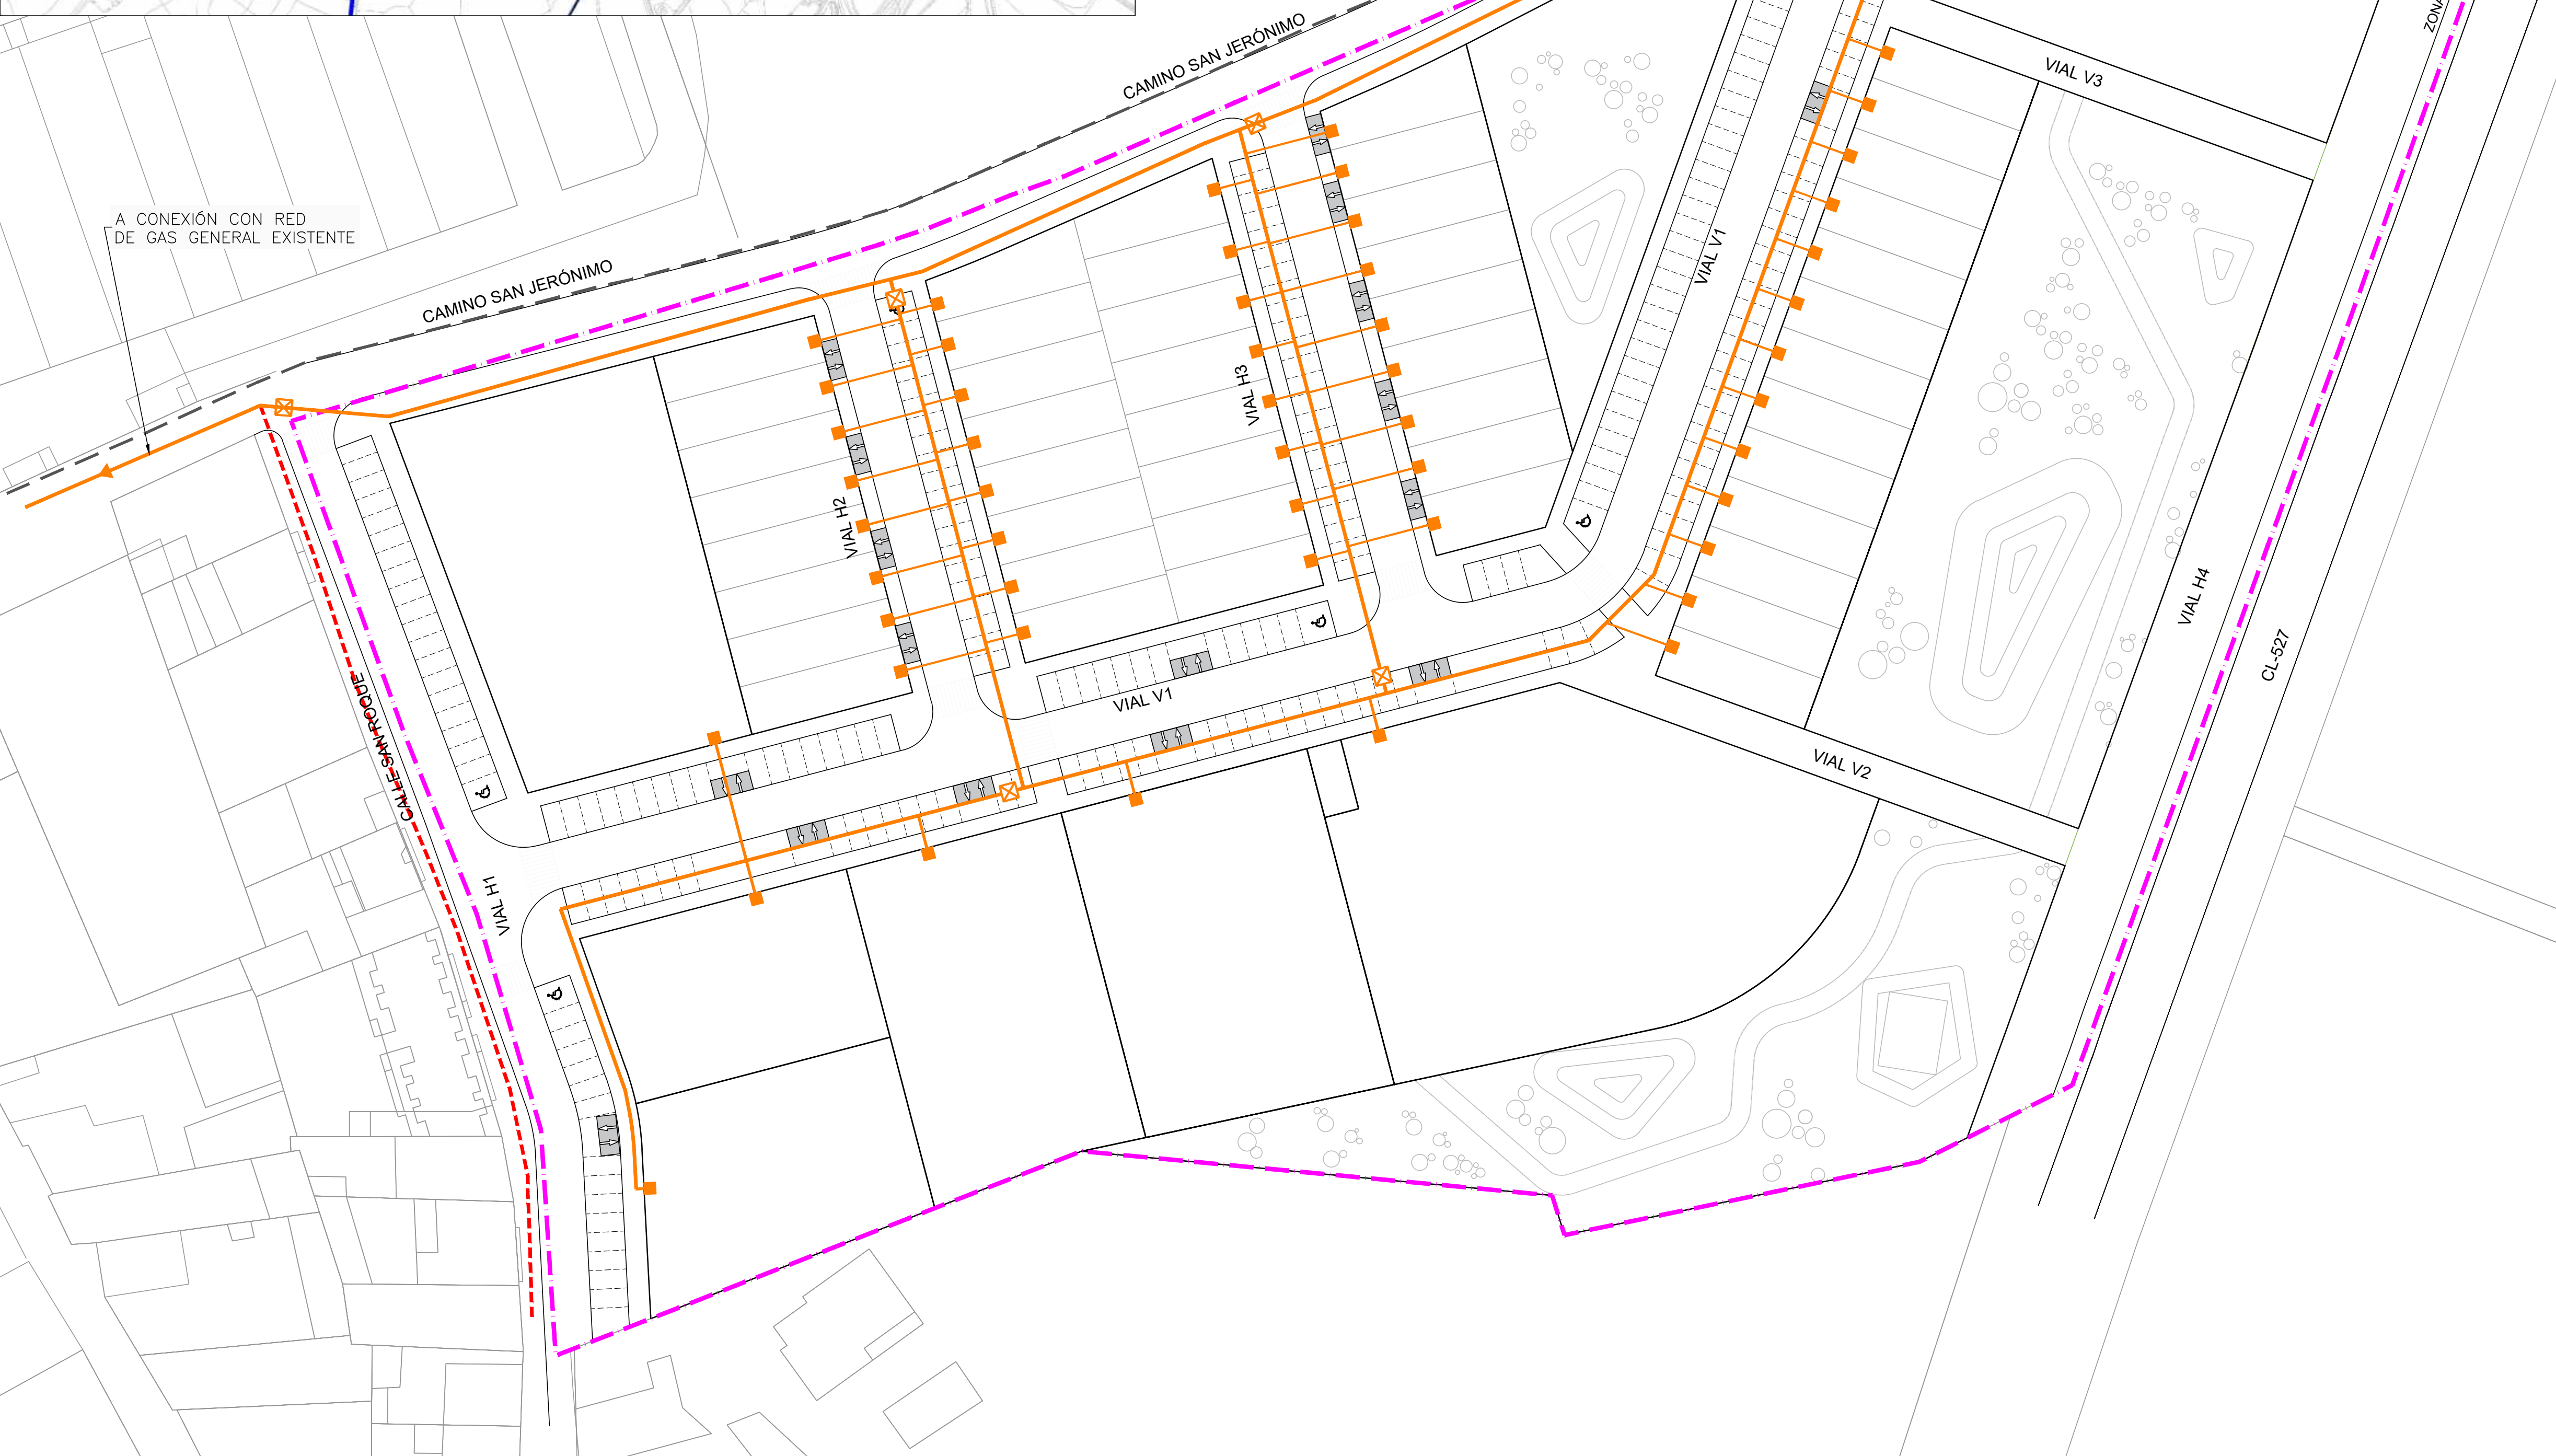 CAMINO SAN JERÓNIMO
ZONA
VIAL V3
A CONEXIÓN CON RED
DE GAS GENERAL EXISTENTE
CAMINO SAN JERÓNIMO
VIAL V1
VIAL H3
VIAL H2
VIAL H4
CL-527
CALLE SAN ROQUE
VIAL V1
VIAL V2
VIAL H1